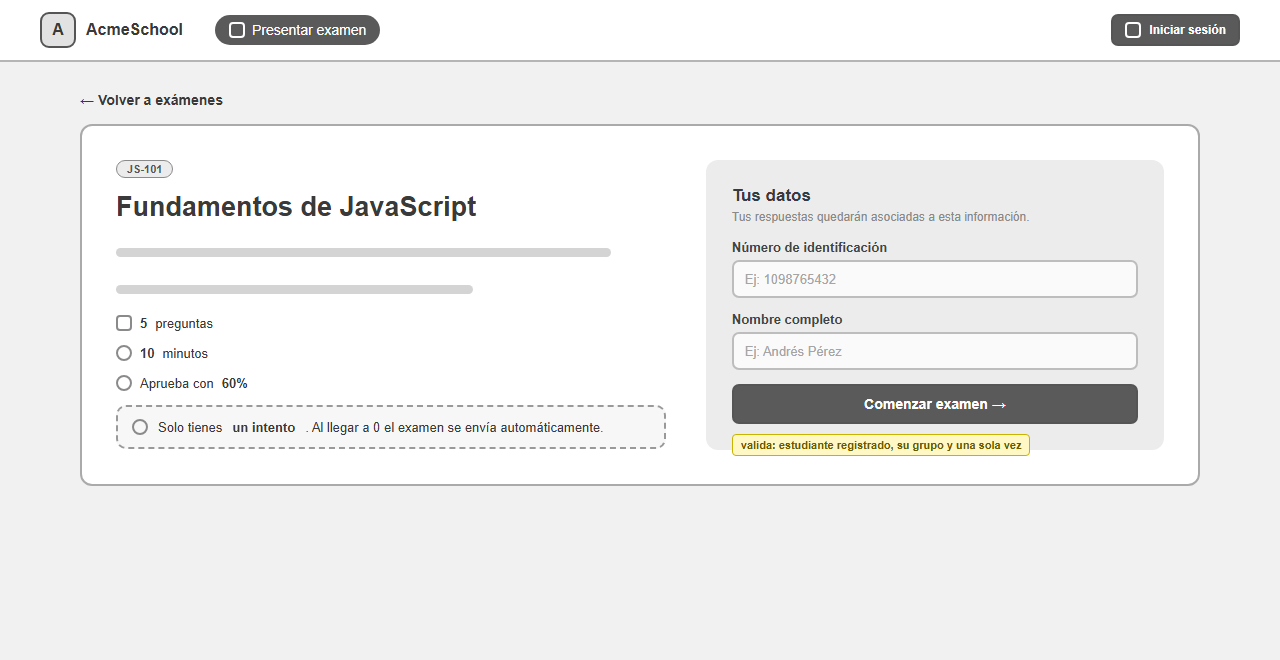 A AcmeSchool Presentar examen Iniciar sesión
← Volver a exámenes
JS-101
Fundamentos de JavaScript
5 preguntas
10 minutos
Aprueba con 60%
Solo tienes un intento . Al llegar a 0 el examen se envía automáticamente.
Tus datos
Tus respuestas quedarán asociadas a esta información.
Número de identificación
Ej: 1098765432
Nombre completo
Ej: Andrés Pérez
Comenzar examen →
valida: estudiante registrado, su grupo y una sola vez